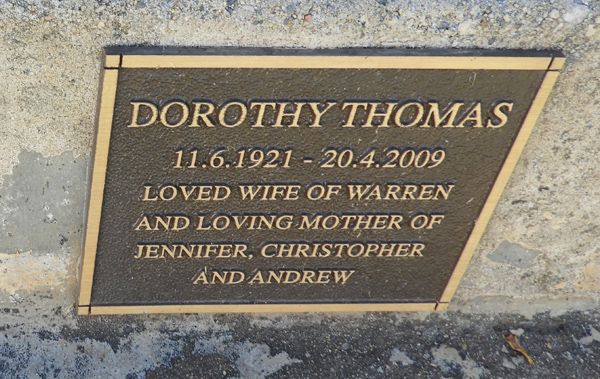 DOROTHY THOMAS
11.6.1921 - 20.4.2009
LOVED WIFE OF WARREN
AND LOVING MOTHER OF
JENNIFER, CHRISTOPHER
AND ANDREW